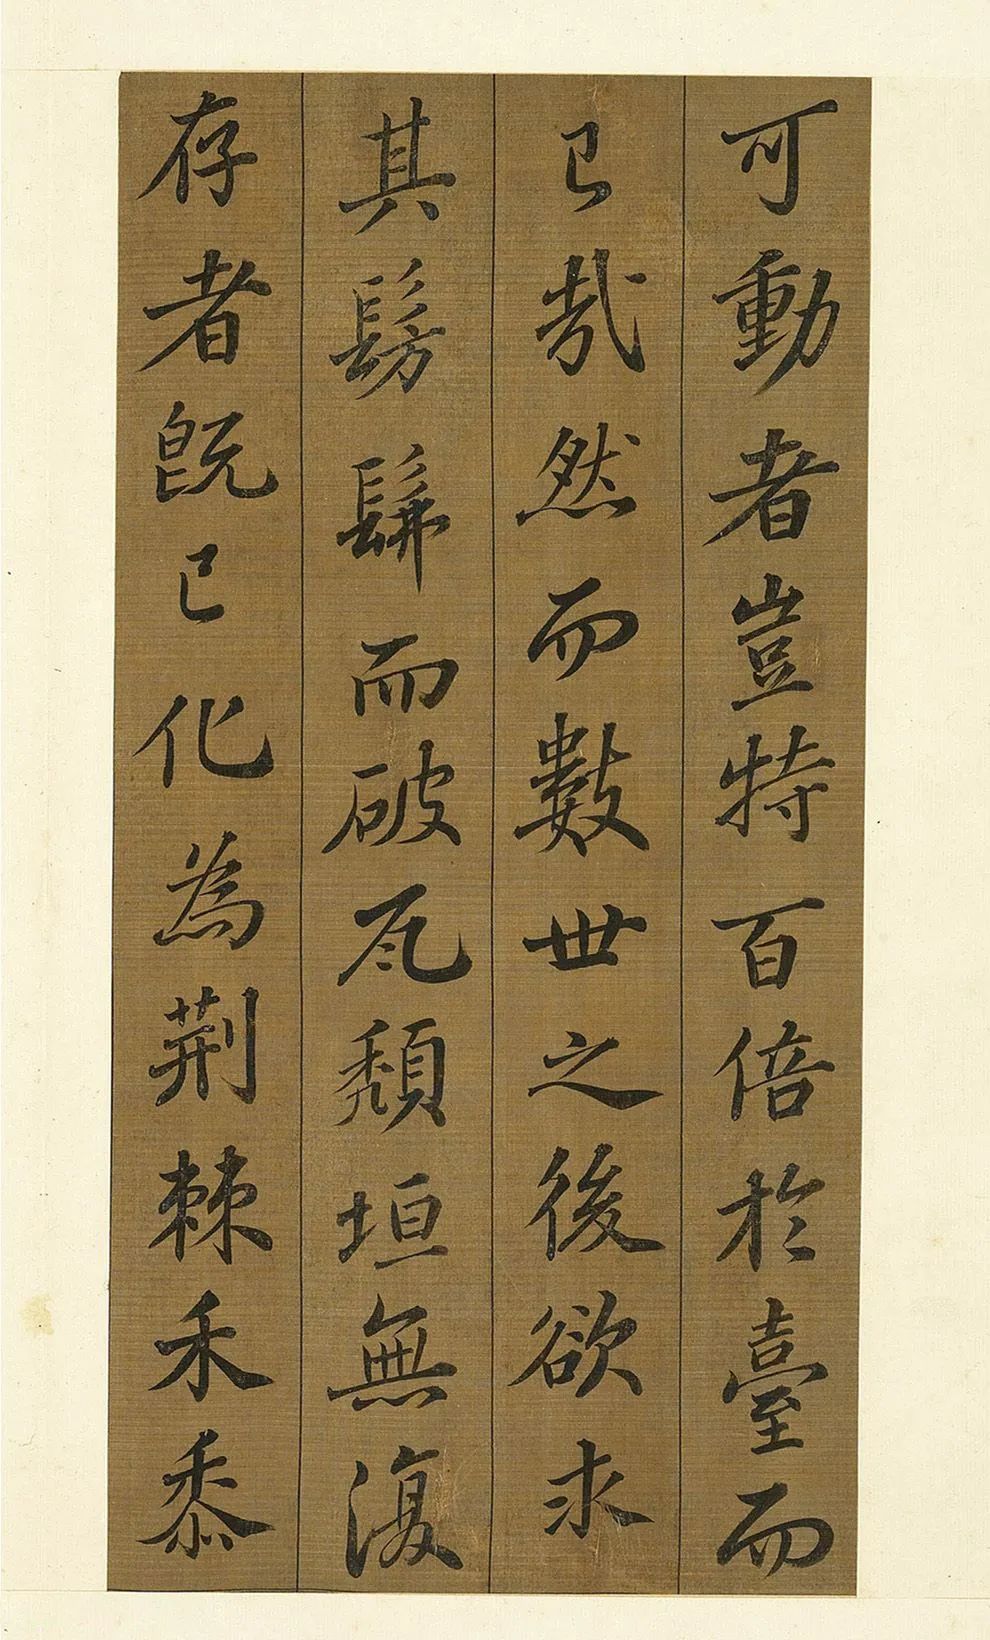 可動者豈特百倍於臺而
已哉然而數世之後欲求
其髣髴而破瓦頹垣無復
存者既已化為荊棘禾黍